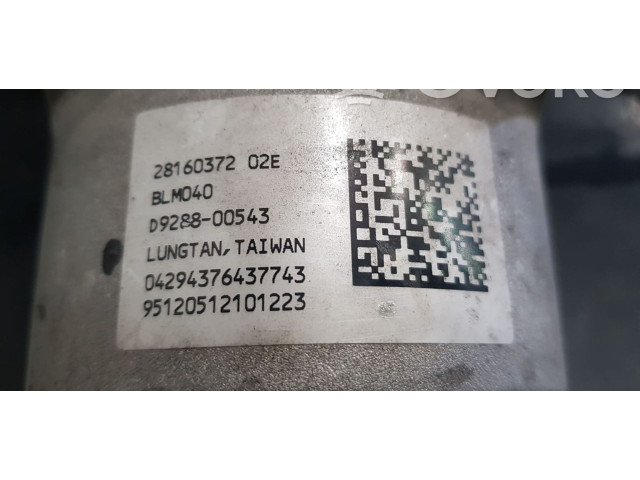 28160372 02E
BLM040
D9288-00543
LUNGTAN, TAIWAN
04294376437743
95120512101223